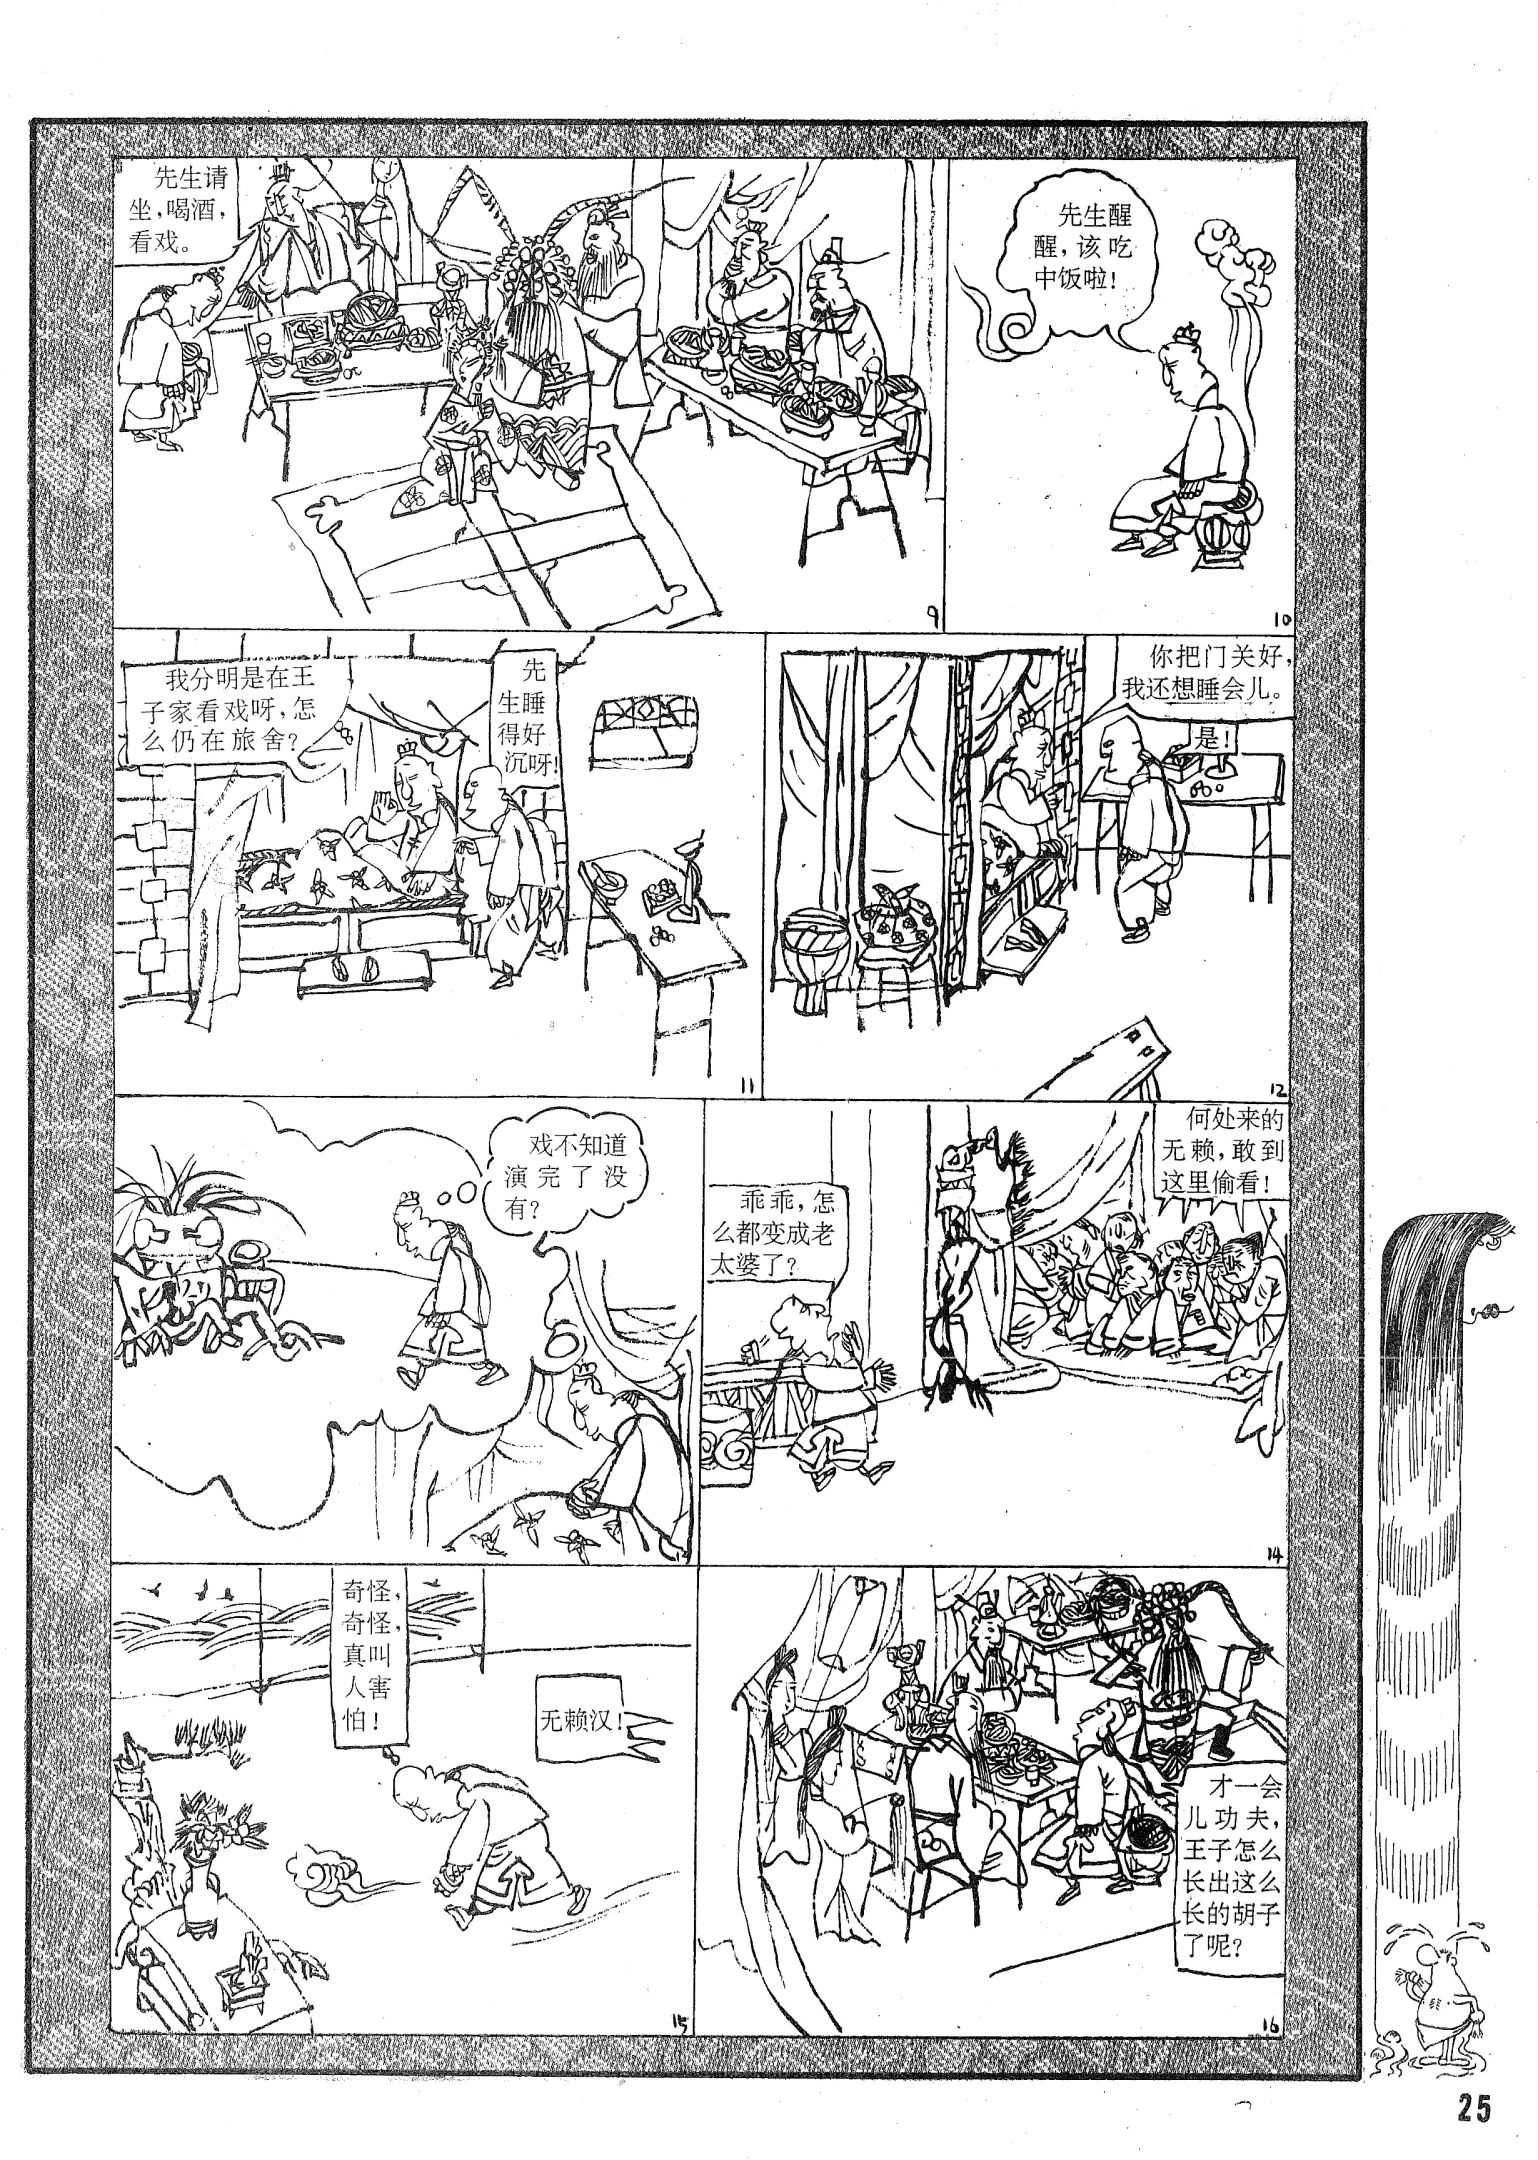 先生请
坐，喝酒，
看戏。
9
先生醒
醒，该吃
中饭啦！
10
我分明是在王
子家看戏呀，怎
么仍在旅舍？
先
生睡
得好
沉呀！
11
你把门关好，
我还想睡会儿。
是！
12
戏不知道
演完了没
有？
13
乖乖，怎
么都变成老
太婆了？
何处来的
无赖，敢到
这里偷看！
14
奇怪，
奇怪，
真叫
人害
怕！
无赖汉！
15
才一会
儿功夫，
王子怎么
长出这么
长的胡子
了呢？
16
25